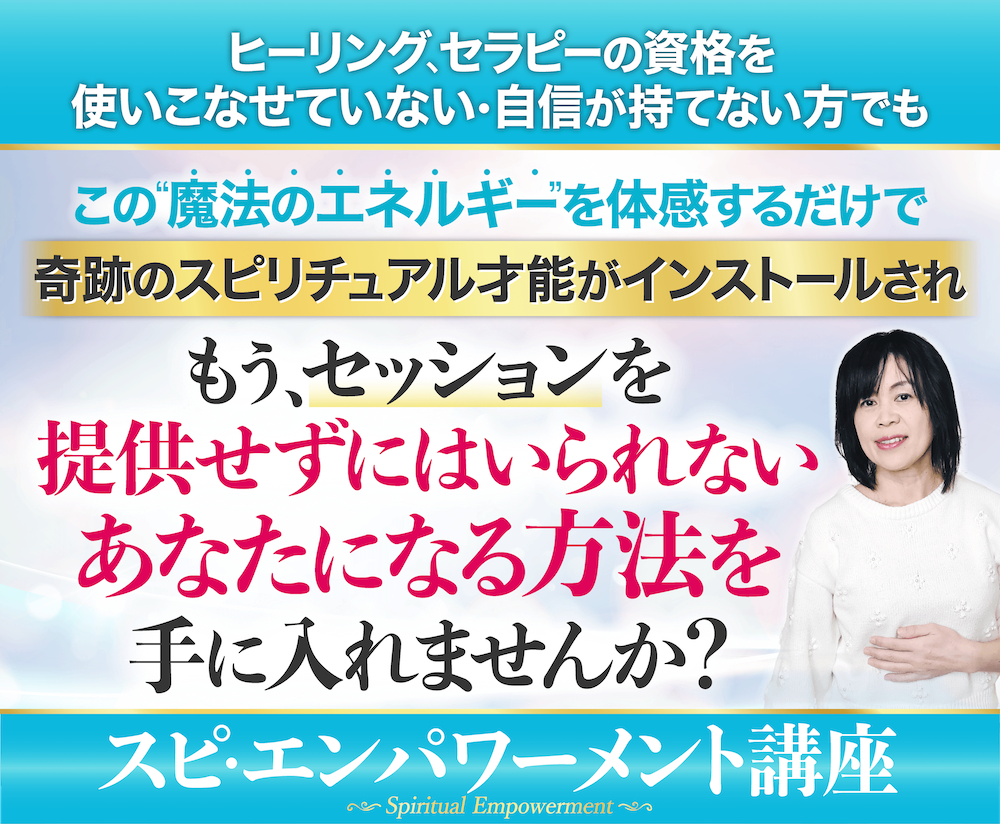 ヒーリング、セラピーの資格を
使いこなせていない・自信が持てない方でも
この“魔法のエネルギー”を体感するだけで
奇跡のスピリチュアル才能がインストールされ
もう、セッションを
提供せずにはいられない
あなたになる方法を
手に入れませんか?
スピ・エンパワーメント講座
Spiritual Empowerment